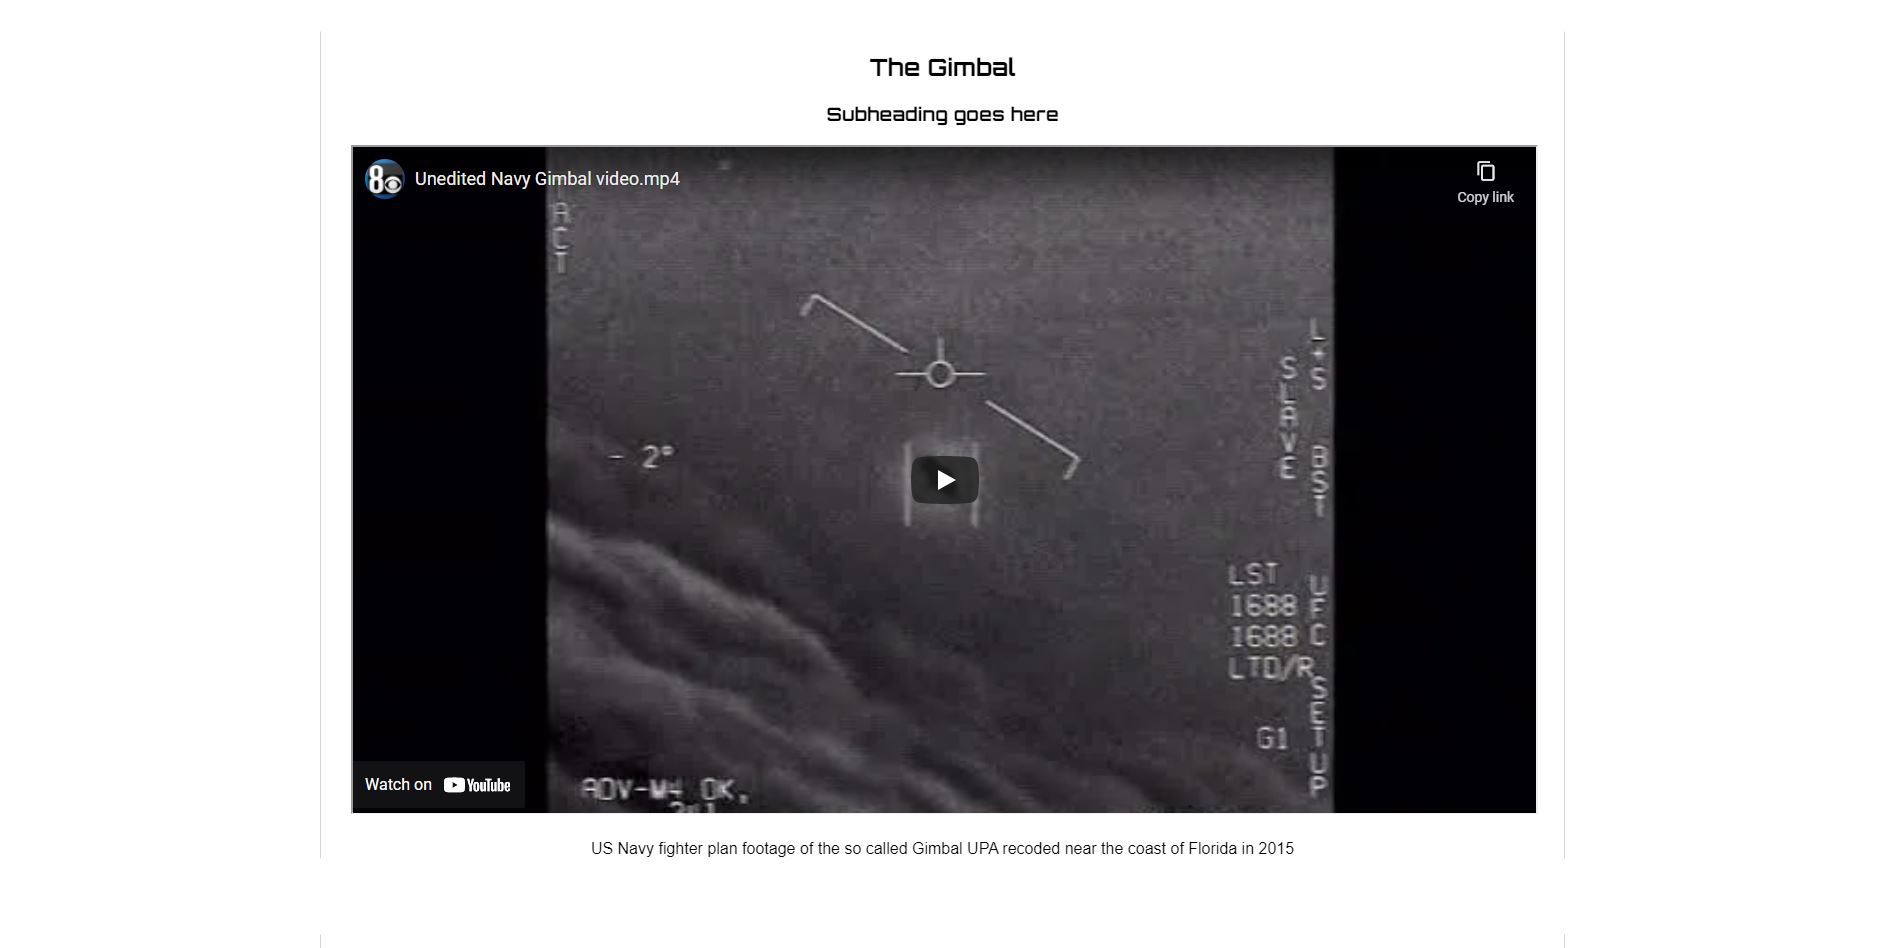 The Gimbal
Subheading goes here
8
Unedited Navy Gimbal video.mp4
Copy link
ACT
- 2°
L+S BST UFC SETUP
SLAVE
LST
1688
1688
LTD/R
G1
ADV-M4 OK,
Watch on YouTube
US Navy fighter plan footage of the so called Gimbal UPA recoded near the coast of Florida in 2015